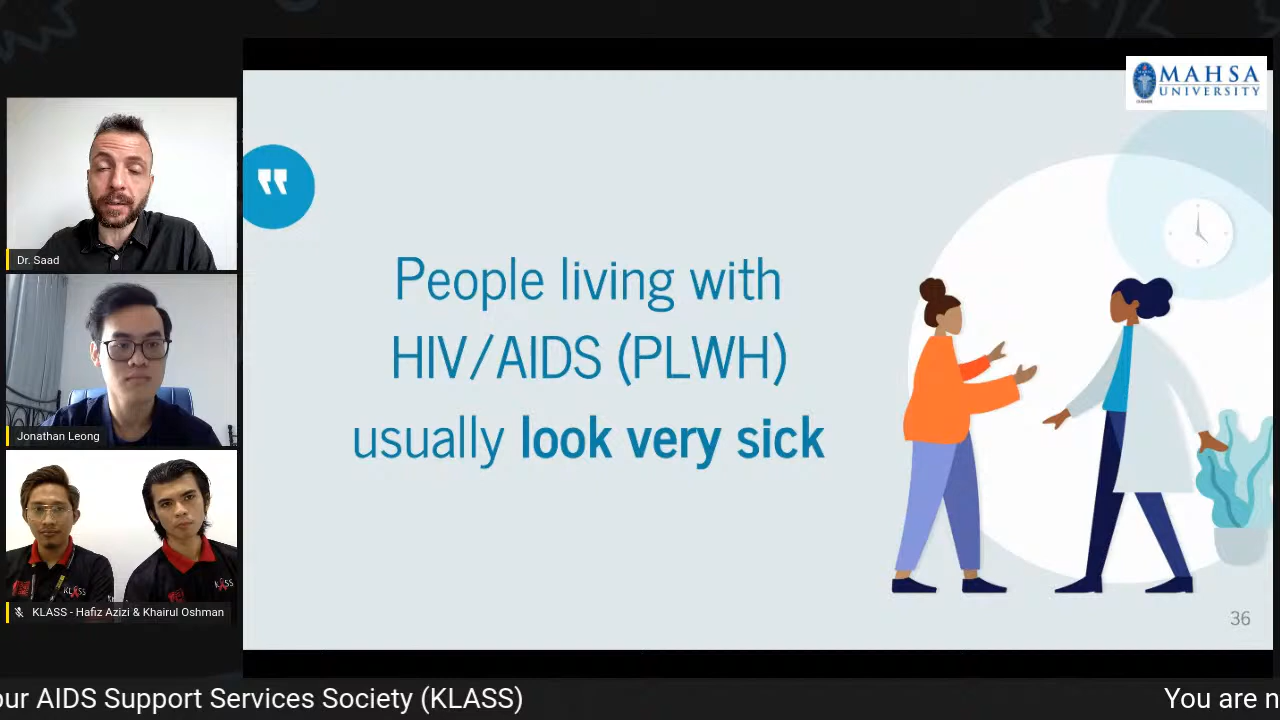 MAHSA
UNIVERSITY
People living with
HIV/AIDS (PLWH)
usually look very sick
36
Dr. Saad
Jonathan Leong
KLASS
KLASS - Hafiz Azizi & Khairul Oshman
our AIDS Support Services Society (KLASS)
You are n